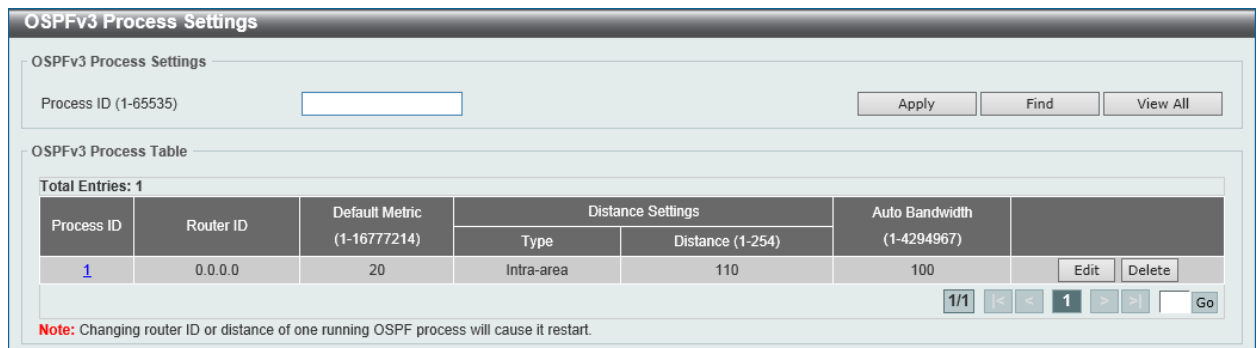 OSPFv3 Process Settings
OSPFv3 Process Settings
Process ID (1-65535)
Apply Find View All
OSPFv3 Process Table
Total Entries: 1
Process ID Router ID Default Metric (1-16777214) Distance Settings Auto Bandwidth (1-4294967)
Type Distance (1-254)
1 0.0.0.0 20 Intra-area 110 100 Edit Delete
1/1 |< < 1 > >| Go
Note: Changing router ID or distance of one running OSPF process will cause it restart.